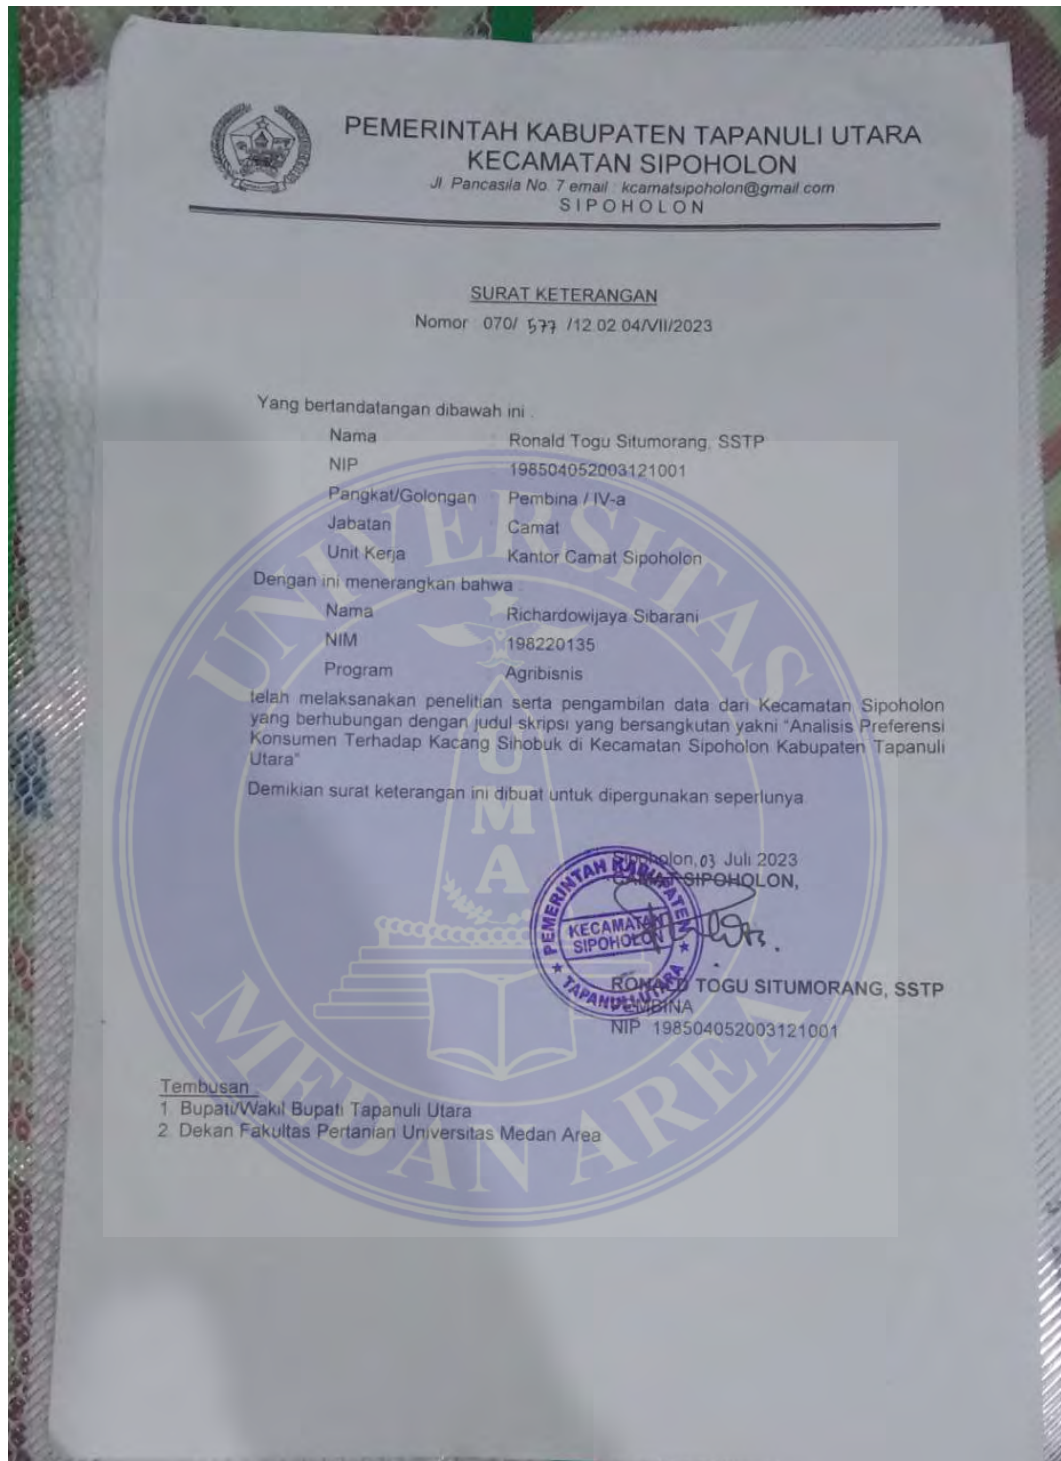 PEMERINTAH KABUPATEN TAPANULI UTARA
KECAMATAN SIPOHOLON
Jl. Pancasila No. 7 email : kcamatsipoholon@gmail.com
SIPOHOLON
SURAT KETERANGAN
Nomor : 070/ 577 /12.02.04/VII/2023
Yang bertandatangan dibawah ini :
Nama : Ronald Togu Situmorang, SSTP
NIP : 198504052003121001
Pangkat/Golongan : Pembina / IV-a
Jabatan : Camat
Unit Kerja : Kantor Camat Sipoholon
Dengan ini menerangkan bahwa :
Nama : Richardowijaya Sibarani
NIM : 198220135
Program : Agribisnis
telah melaksanakan penelitian serta pengambilan data dari Kecamatan Sipoholon
yang berhubungan dengan judul skripsi yang bersangkutan yakni "Analisis Preferensi
Konsumen Terhadap Kacang Sihobuk di Kecamatan Sipoholon Kabupaten Tapanuli
Utara"
Demikian surat keterangan ini dibuat untuk dipergunakan seperlunya.
Sipoholon, 03 Juli 2023
CAMAT SIPOHOLON,
PEMERINTAH KABUPATEN
KECAMATAN
SIPOHOLON
TAPANULI UTARA
RONALD TOGU SITUMORANG, SSTP
PEMBINA
NIP 198504052003121001
Tembusan :
1. Bupati/Wakil Bupati Tapanuli Utara
2. Dekan Fakultas Pertanian Universitas Medan Area
UNIVERSITAS
UMA
MEDAN AREA